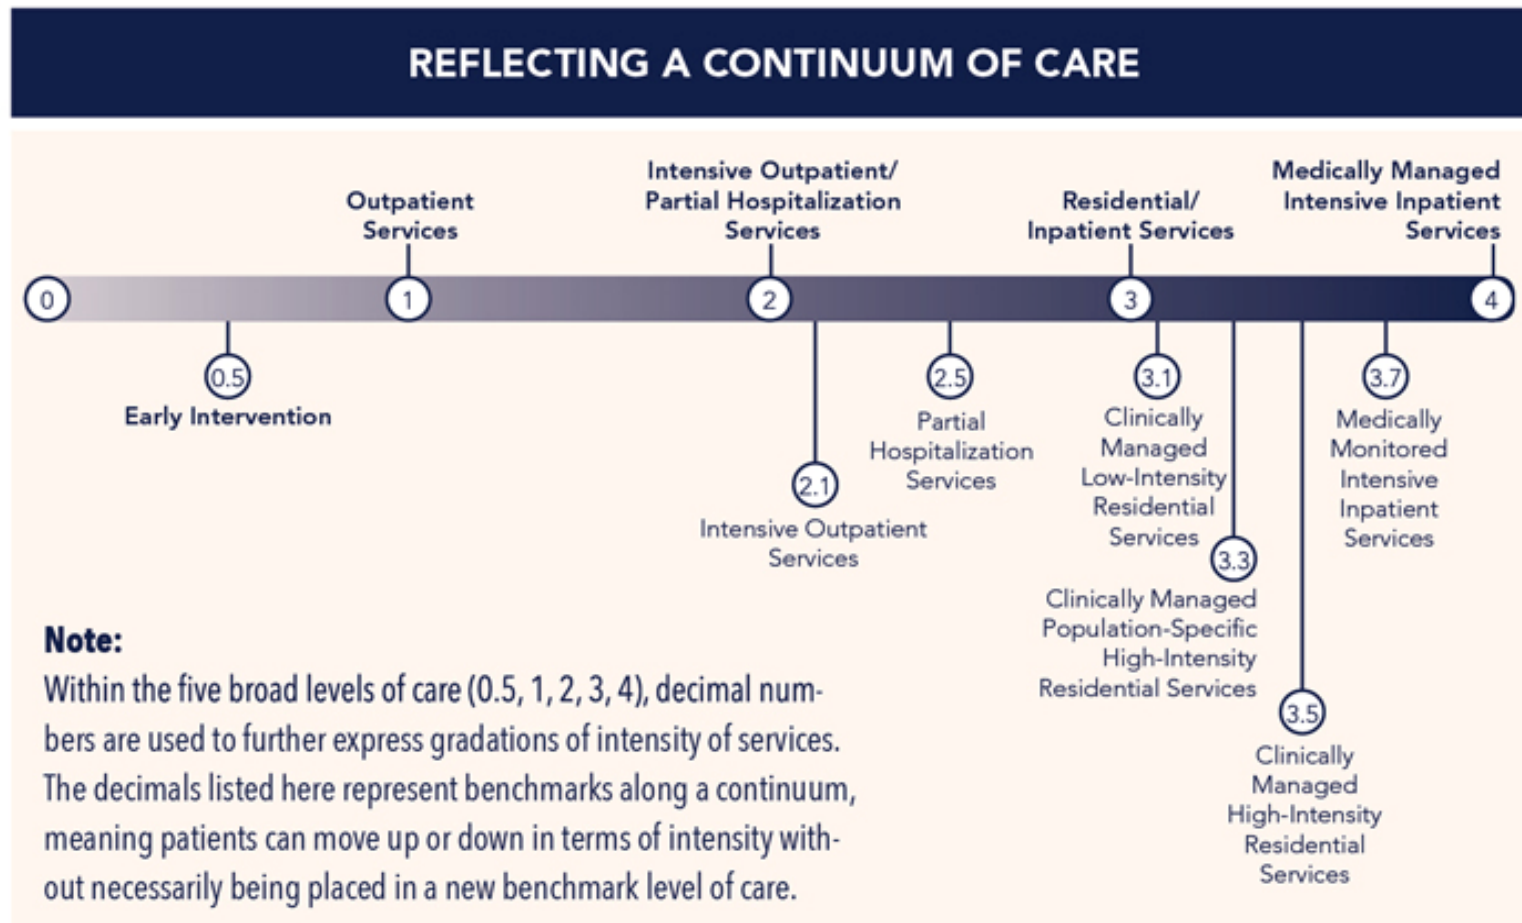 REFLECTING A CONTINUUM OF CARE
Outpatient
Services
Intensive Outpatient/
Partial Hospitalization
Services
Residential/
Inpatient Services
Medically Managed
Intensive Inpatient
Services
0
1
2
3
4
0.5
Early Intervention
2.1
Intensive Outpatient
Services
2.5
Partial
Hospitalization
Services
3.1
Clinically
Managed
Low-Intensity
Residential
Services
3.3
Clinically Managed
Population-Specific
High-Intensity
Residential Services
3.5
Clinically
Managed
High-Intensity
Residential
Services
3.7
Medically
Monitored
Intensive
Inpatient
Services
Note:
Within the five broad levels of care (0.5, 1, 2, 3, 4), decimal num-
bers are used to further express gradations of intensity of services.
The decimals listed here represent benchmarks along a continuum,
meaning patients can move up or down in terms of intensity with-
out necessarily being placed in a new benchmark level of care.